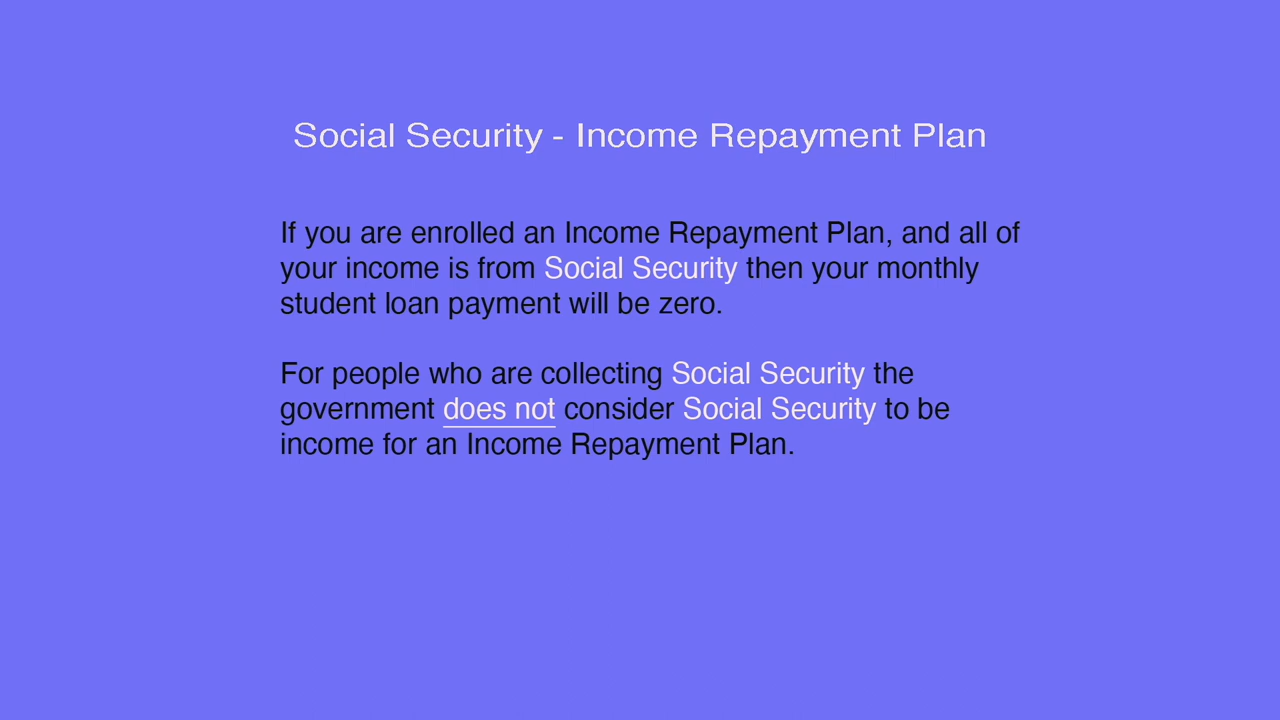 Social Security - Income Repayment Plan
If you are enrolled an Income Repayment Plan, and all of
your income is from Social Security then your monthly
student loan payment will be zero.
For people who are collecting Social Security the
government does not consider Social Security to be
income for an Income Repayment Plan.